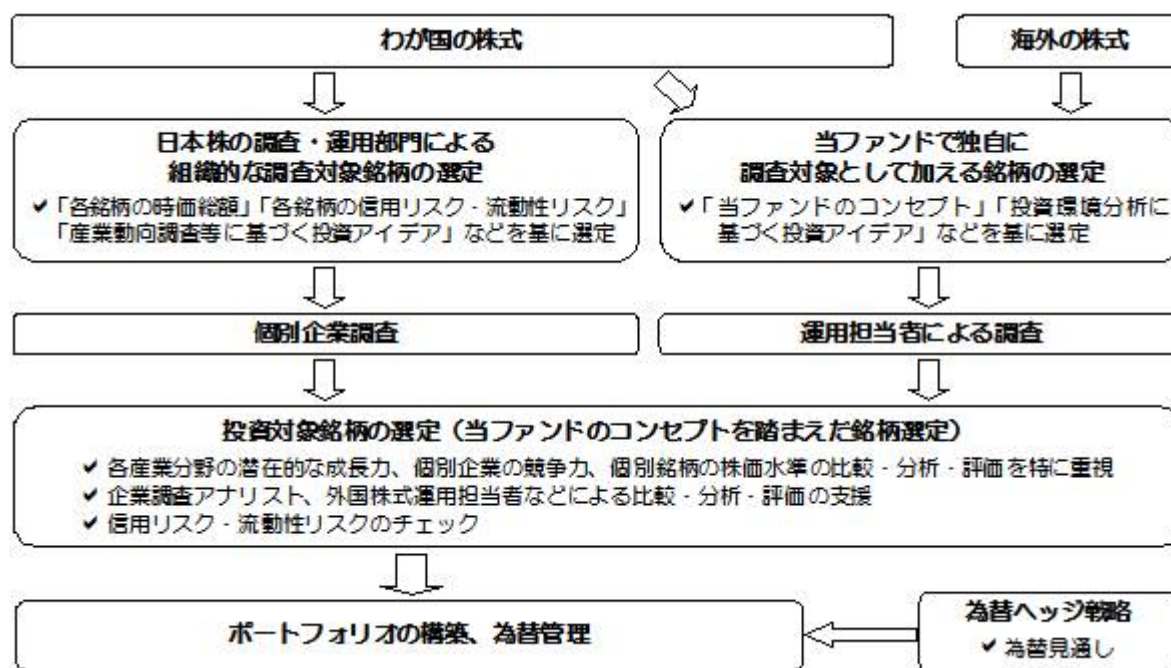 わが国の株式
海外の株式
日本株の調査・運用部門による
組織的な調査対象銘柄の選定
✔「各銘柄の時価総額」「各銘柄の信用リスク・流動性リスク」
「産業動向調査等に基づく投資アイデア」などを基に選定
当ファンドで独自に
調査対象として加える銘柄の選定
✔「当ファンドのコンセプト」「投資環境分析に
基づく投資アイデア」などを基に選定
個別企業調査
運用担当者による調査
投資対象銘柄の選定（当ファンドのコンセプトを踏まえた銘柄選定）
✔ 各産業分野の潜在的な成長力、個別企業の競争力、個別銘柄の株価水準の比較・分析・評価を特に重視
✔ 企業調査アナリスト、外国株式運用担当者などによる比較・分析・評価の支援
✔ 信用リスク・流動性リスクのチェック
ポートフォリオの構築、為替管理
為替ヘッジ戦略
✔ 為替見通し